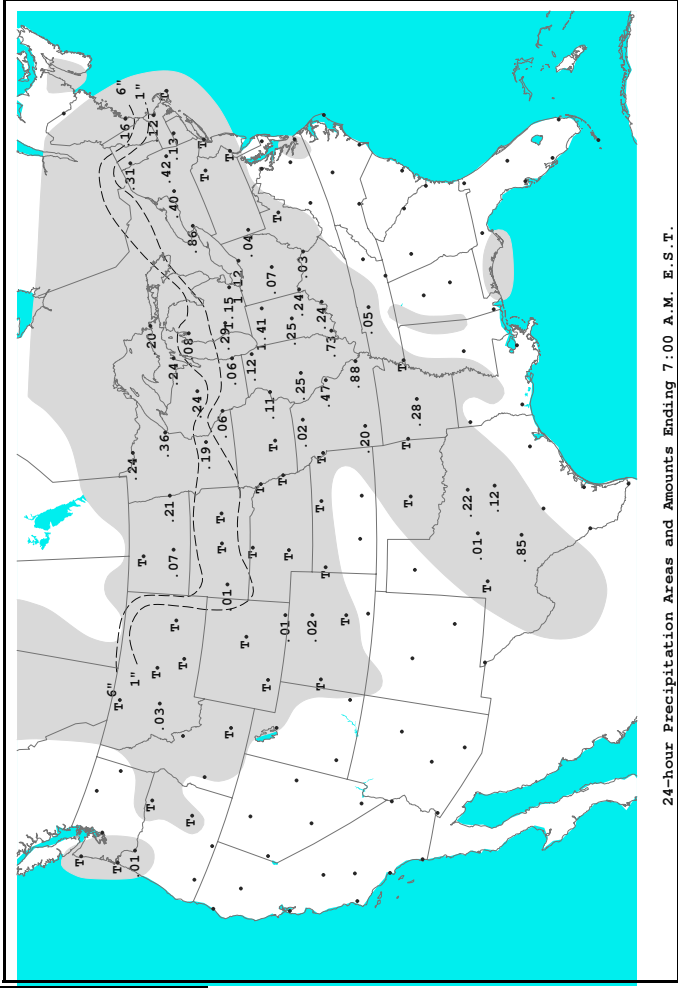 T
T
T
6"
6"
.16
.01
1"
.24
.31
T
1"
T
.20
.12
T
.03
.36
.42
T
.07
.21
.24
.40
.13
T
T
.08
T
.86
.24
T
.19
T
T
T
.06
.29
T
.01
.06
1.15
T
1.12
T
T
.12
.04
T
1.41
T
.11
.07
T
T
.01
T
T
.25
.02
.25
.24
.03
.02
T
T
T
.47
.24
T
.73
T
.88
.20
.05
T
T
T
.28
.22
.01
T
.12
.85
24-hour Precipitation Areas and Amounts Ending 7:00 A.M. E.S.T.